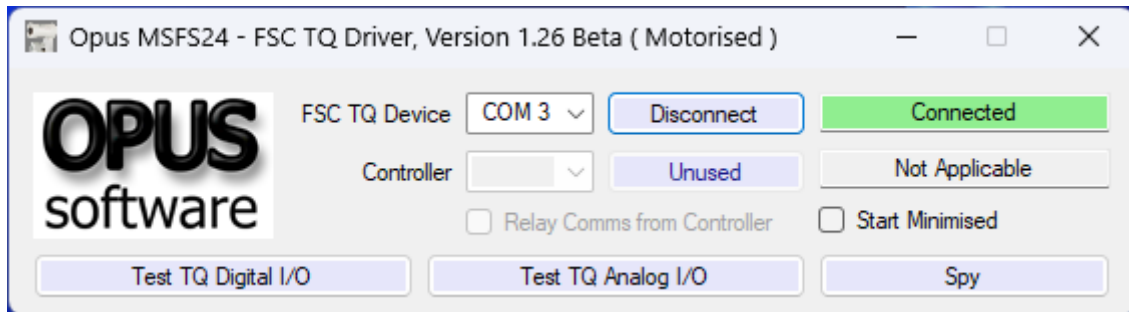 Opus MSFS24 - FSC TQ Driver, Version 1.26 Beta ( Motorised )
OPUS
software
FSC TQ Device COM 3 Disconnect Connected
Controller Unused Not Applicable
Relay Comms from Controller Start Minimised
Test TQ Digital I/O Test TQ Analog I/O Spy